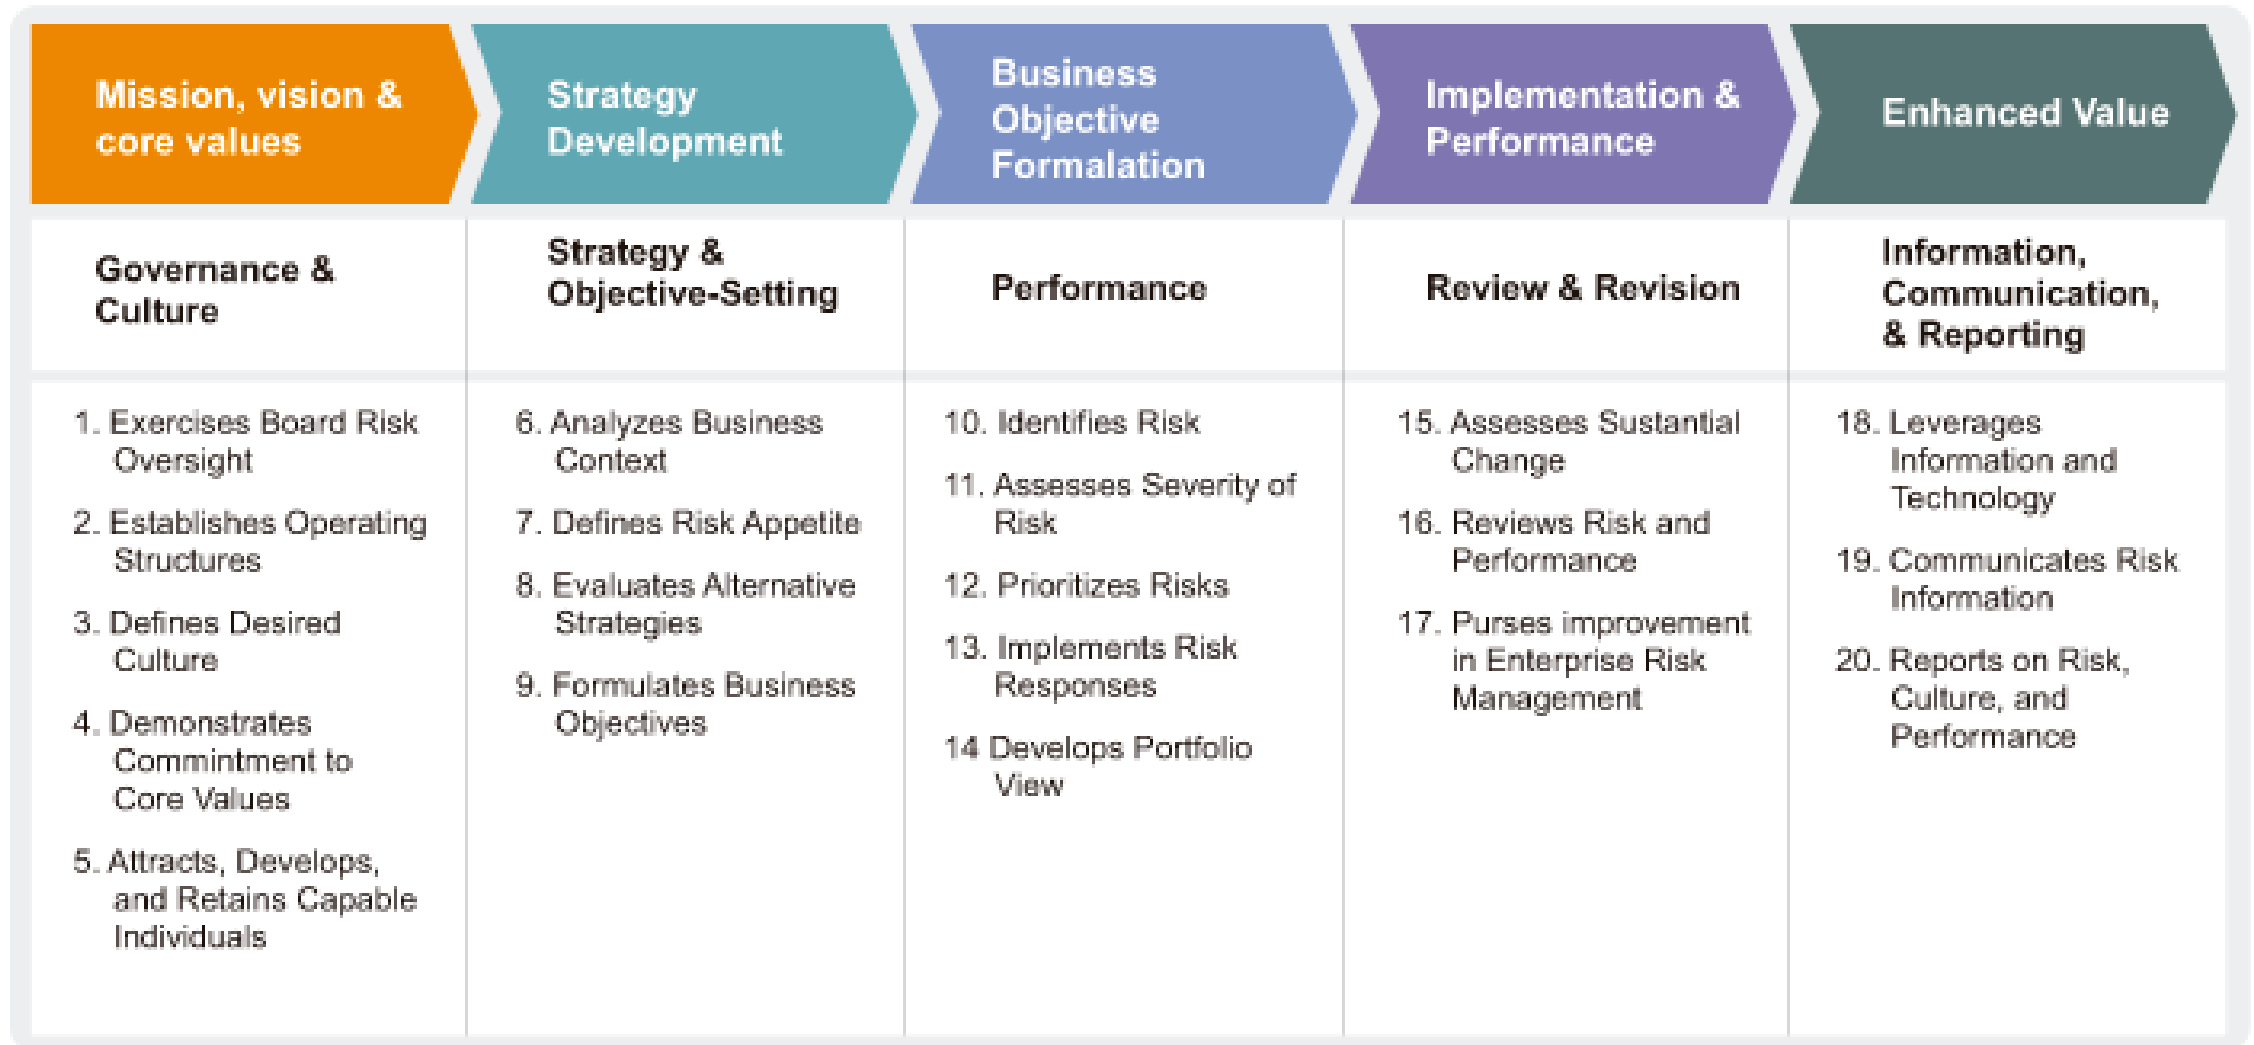 Mission, vision &
core values
Strategy
Development
Business
Objective
Formalation
Implementation &
Performance
Enhanced Value
Governance &
Culture
Strategy &
Objective-Setting
Performance
Review & Revision
Information,
Communication,
& Reporting
1. Exercises Board Risk
Oversight
2. Establishes Operating
Structures
3. Defines Desired
Culture
4. Demonstrates
Commintment to
Core Values
5. Attracts, Develops,
and Retains Capable
Individuals
6. Analyzes Business
Context
7. Defines Risk Appetite
8. Evaluates Alternative
Strategies
9. Formulates Business
Objectives
10. Identifies Risk
11. Assesses Severity of
Risk
12. Prioritizes Risks
13. Implements Risk
Responses
14 Develops Portfolio
View
15. Assesses Sustantial
Change
16. Reviews Risk and
Performance
17. Purses improvement
in Enterprise Risk
Management
18. Leverages
Information and
Technology
19. Communicates Risk
Information
20. Reports on Risk,
Culture, and
Performance